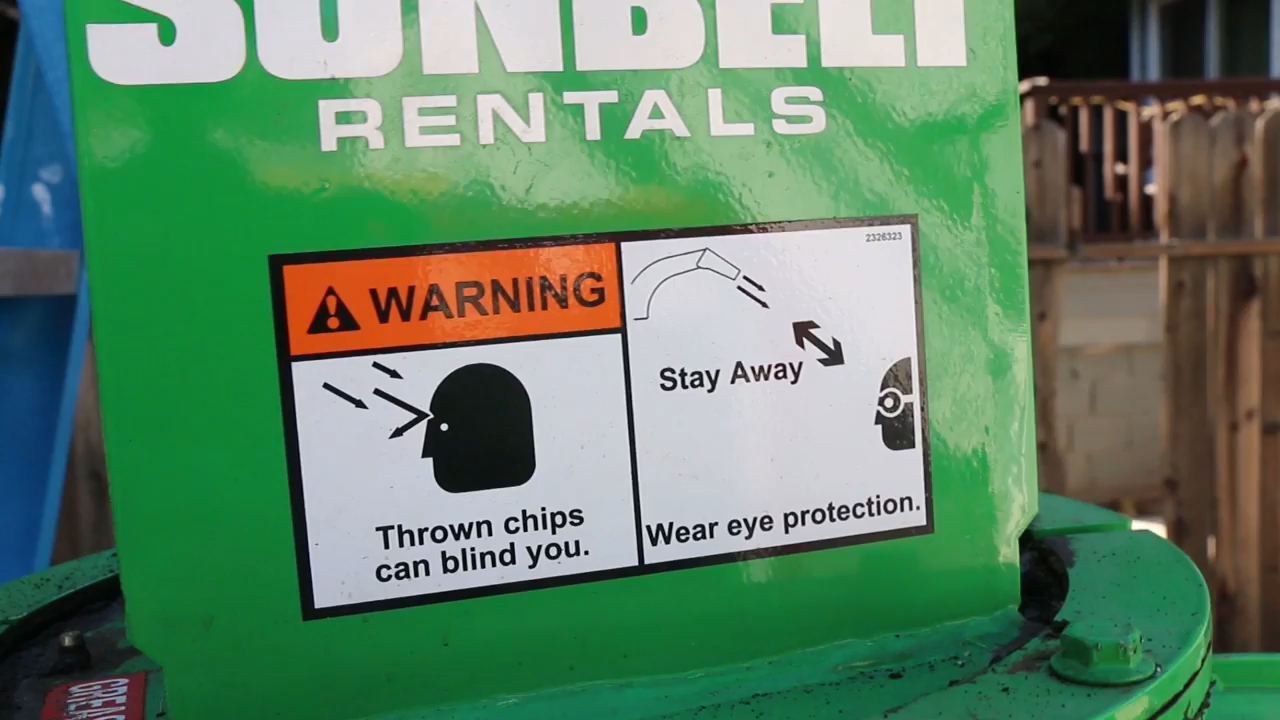 SUNBELT
RENTALS
2326323
WARNING
Stay Away
Thrown chips
can blind you.
Wear eye protection.